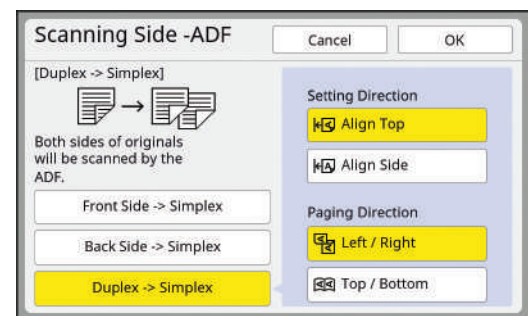 Scanning Side -ADF
Cancel
OK
[Duplex -> Simplex]
Both sides of originals
will be scanned by the
ADF.
Front Side -> Simplex
Back Side -> Simplex
Duplex -> Simplex
Setting Direction
Align Top
Align Side
Paging Direction
Left / Right
Top / Bottom